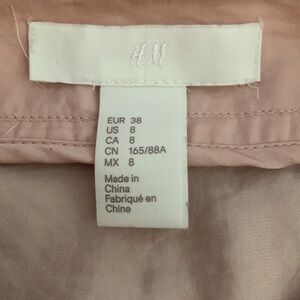 H&M
EUR 38
US 8
CA 8
CN 165/88A
MX 8
Made in
China
Fabriqué en
Chine